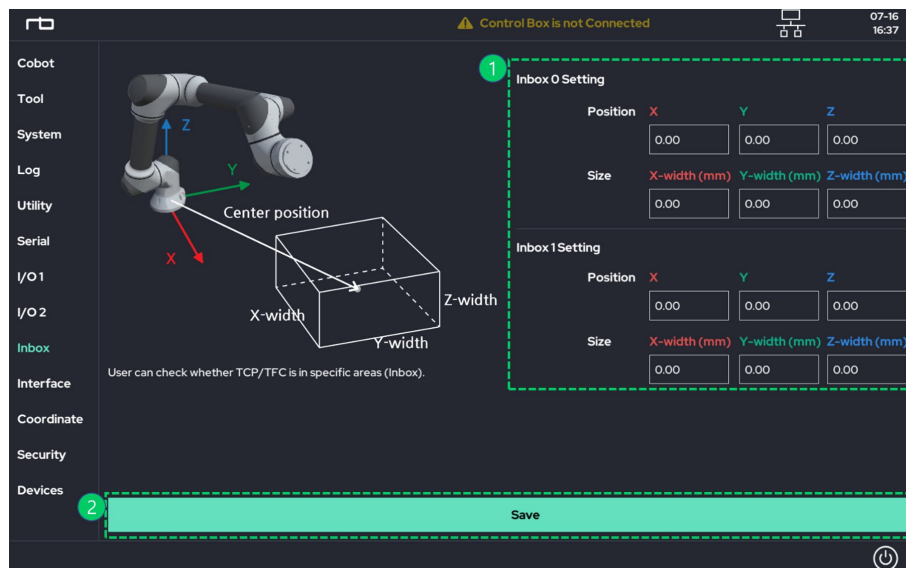 Control Box is not Connected
07-16
16:37
Cobot
Tool
System
Log
Utility
Serial
I/O 1
I/O 2
Inbox
Interface
Coordinate
Security
Devices
Z
Y
X
Center position
X-width
Y-width
Z-width
User can check whether TCP/TFC is in specific areas (Inbox).
1
Inbox 0 Setting
Position X Y Z
0.00 0.00 0.00
Size X-width (mm) Y-width (mm) Z-width (mm)
0.00 0.00 0.00
Inbox 1 Setting
Position X Y Z
0.00 0.00 0.00
Size X-width (mm) Y-width (mm) Z-width (mm)
0.00 0.00 0.00
2
Save